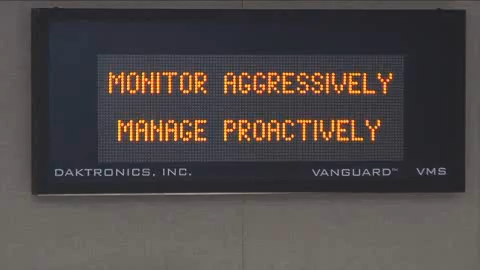 MONITOR AGGRESSIVELY
MANAGE PROACTIVELY
DAKTRONICS, INC. VANGUARD™ VMS